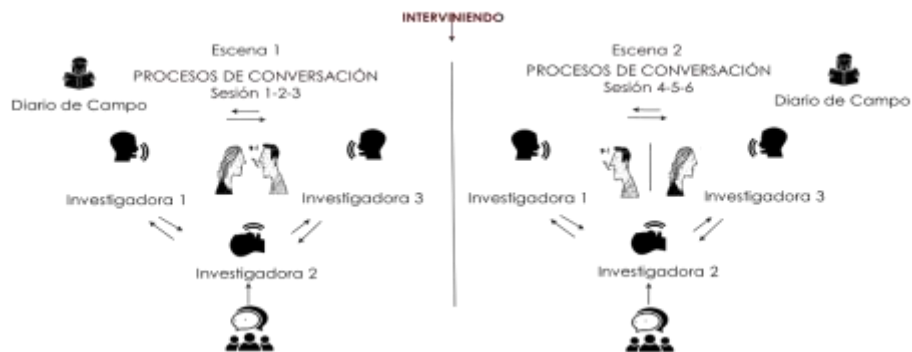 INTERVINIENDO
Escena 1
PROCESOS DE CONVERSACIÓN
Sesión 1-2-3
Diario de Campo
Investigadora 1
Investigadora 3
Investigadora 2
Escena 2
PROCESOS DE CONVERSACIÓN
Sesión 4-5-6
Diario de Campo
Investigadora 1
Investigadora 3
Investigadora 2